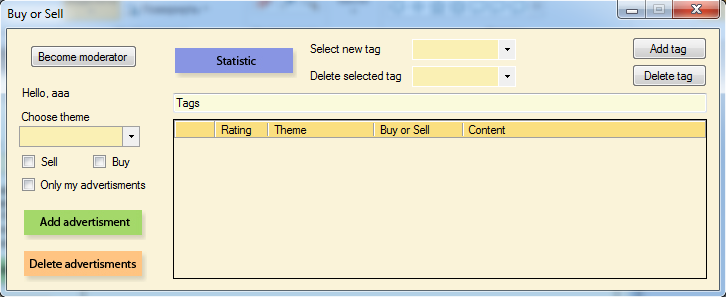 Buy or Sell
Become moderator
Statistic
Select new tag
Add tag
Delete selected tag
Delete tag
Hello, aaa
Tags
Choose theme
Rating Theme Buy or Sell Content
Sell Buy
Only my advertisments
Add advertisment
Delete advertisments